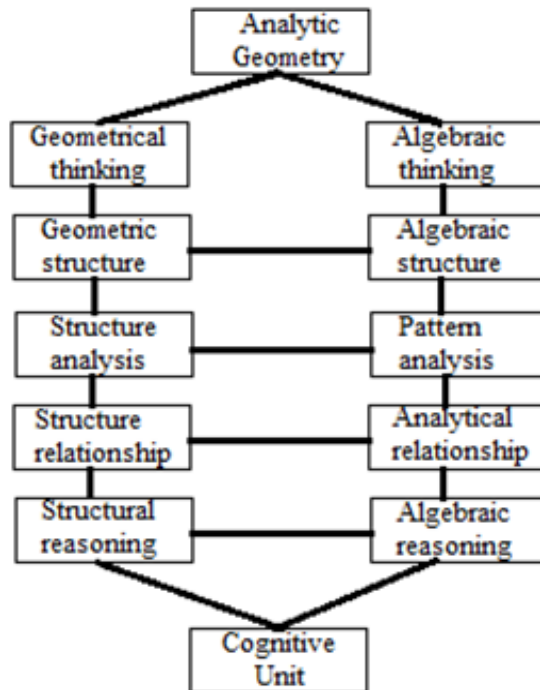 Analytic
Geometry
Geometrical
thinking
Algebraic
thinking
Geometric
structure
Algebraic
structure
Structure
analysis
Pattern
analysis
Structure
relationship
Analytical
relationship
Structural
reasoning
Algebraic
reasoning
Cognitive
Unit